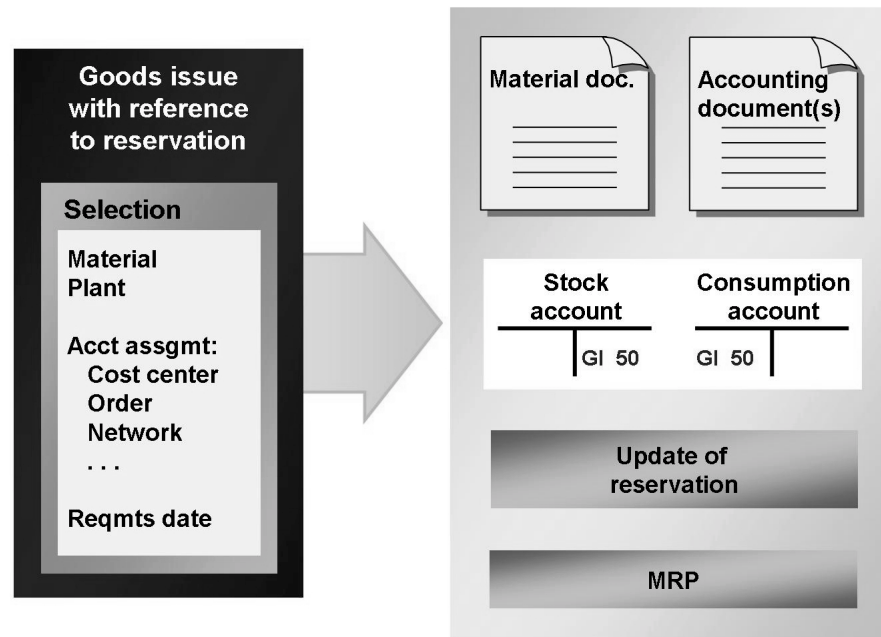 Goods issue
with reference
to reservation
Selection
Material
Plant
Acct assgmt:
Cost center
Order
Network
. . .
Reqmts date
Material doc.
Accounting
document(s)
Stock
account
GI 50
Consumption
account
GI 50
Update of
reservation
MRP